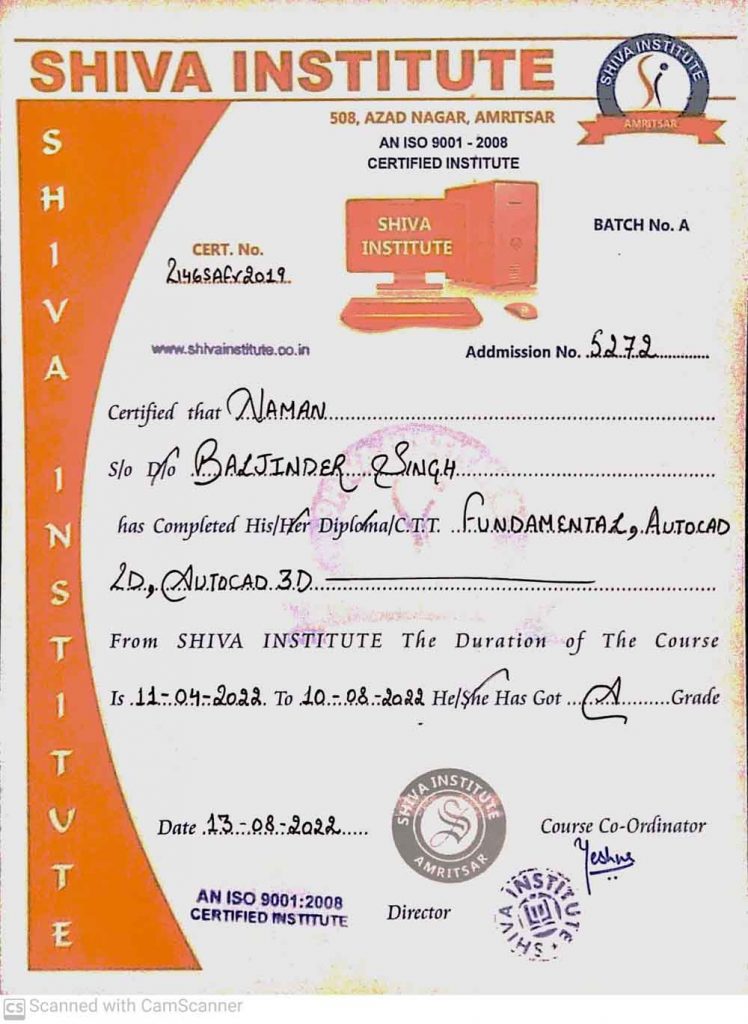 SHIVA INSTITUTE
SHIVA INSTITUTE
AMRITSAR
508, AZAD NAGAR, AMRITSAR
AN ISO 9001 - 2008
CERTIFIED INSTITUTE
SHIVA INSTITUTE
SHIVA
INSTITUTE
BATCH No. A
CERT. No.
www.shivainstitute.co.in
Addmission No. 5272
Certified that NAMAN
S/o D/o BALJINDER SINGH
has Completed His/Her Diploma/C.T.T. FUNDAMENTAL, AUTOCAD
2D, AUTOCAD 3D
From SHIVA INSTITUTE The Duration of The Course
Is 11-04-2022 To 10-08-2022 He/She Has Got A Grade
Date 13-08-2022
SHIVA INSTITUTE
AMRITSAR
Course Co-Ordinator
AN ISO 9001:2008
CERTIFIED INSTITUTE
Director
SHIVA INSTITUTE
CS Scanned with CamScanner